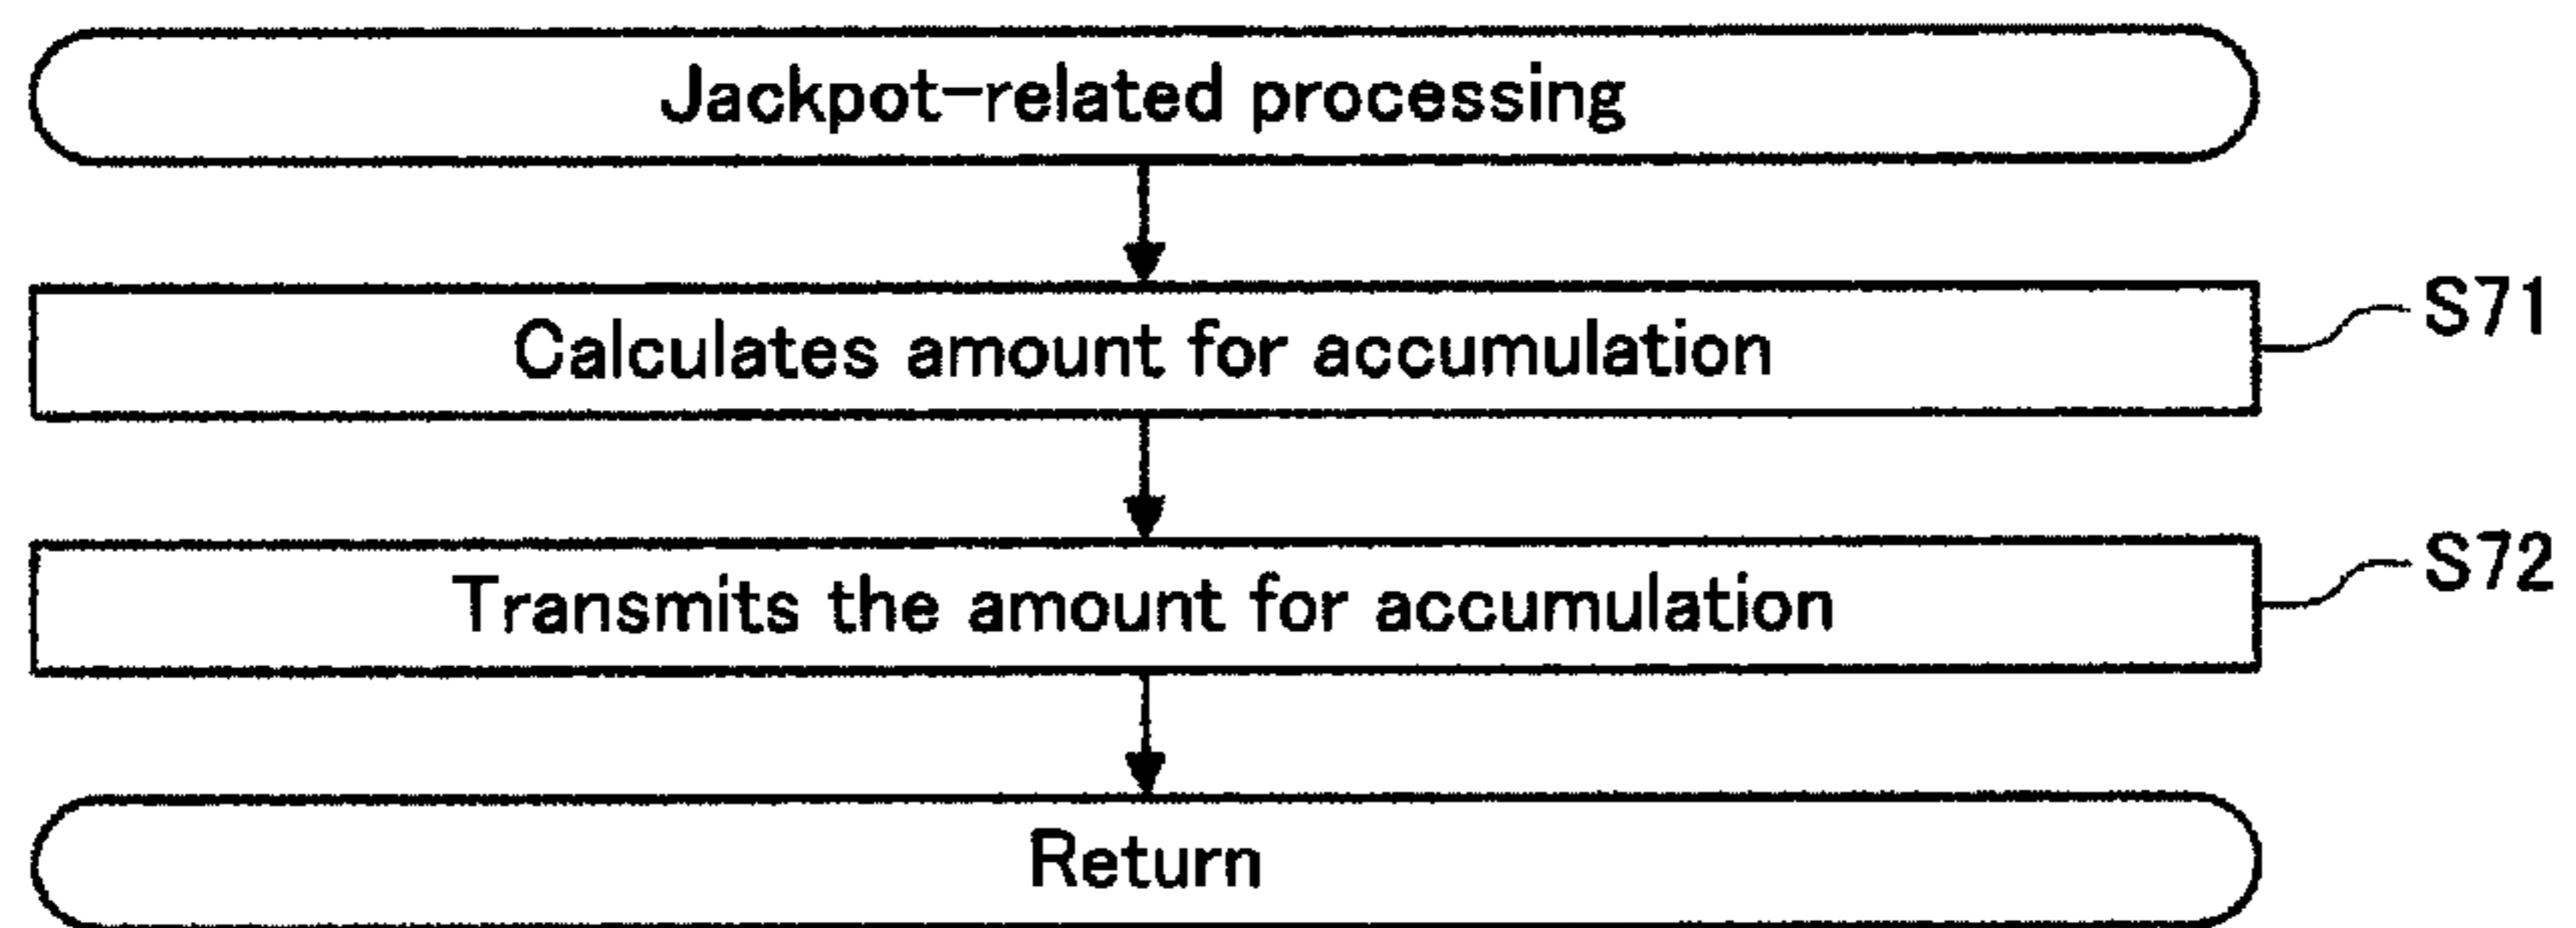 Jackpot-related processing
Calculates amount for accumulation
S71
Transmits the amount for accumulation
S72
Return